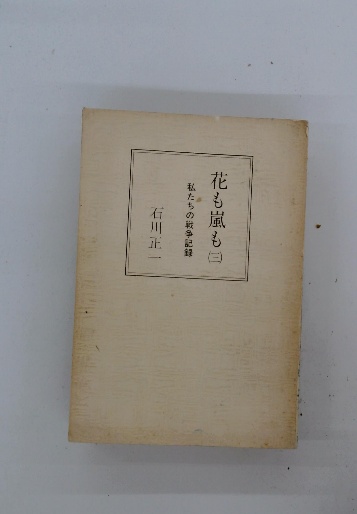 花も嵐も㈢
私たちの戦争記録
石川正一